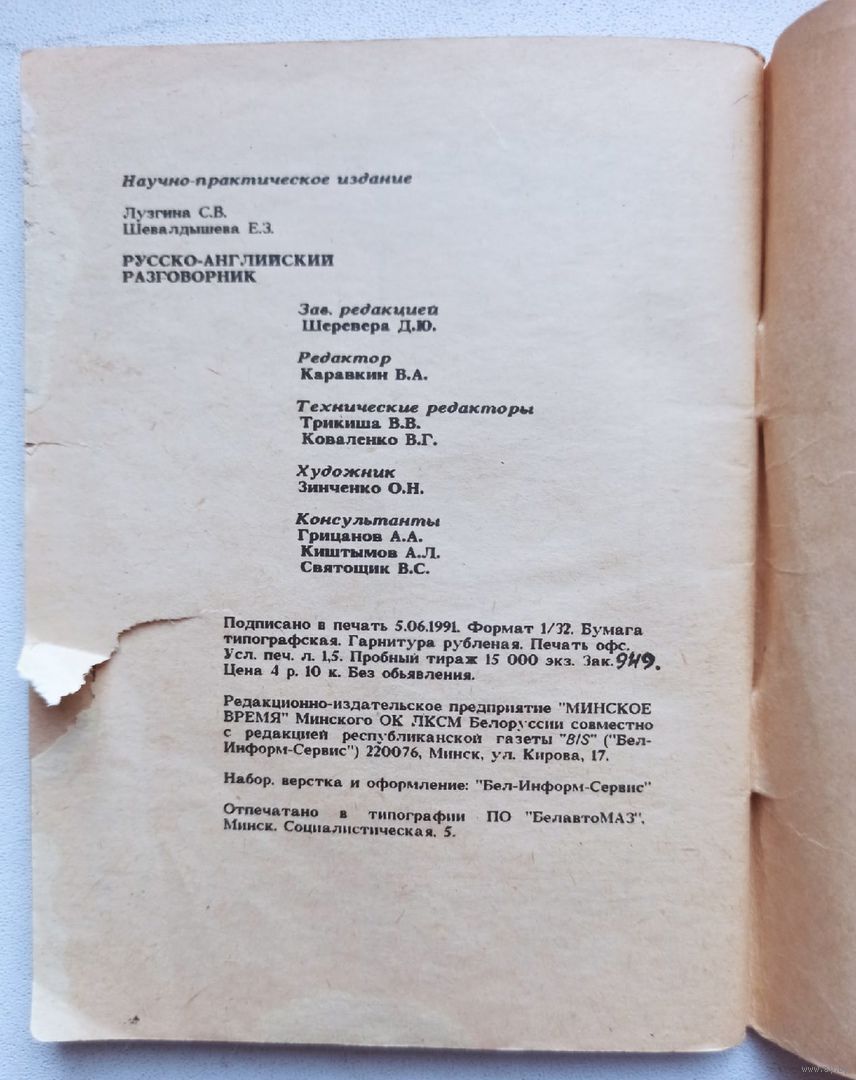 Научно-практическое издание
Лузгина С.В.
Шевалдышева Е.З.
РУССКО-АНГЛИЙСКИЙ
РАЗГОВОРНИК
Зав. редакцией
Шеревера Д.Ю.
Редактор
Каравкин В.А.
Технические редакторы
Трикиша В.В.
Коваленко В.Г.
Художник
Зинченко О.Н.
Консультанты
Грицанов А.А.
Киштымов А.Л.
Святощик В.С.
Подписано в печать 5.06.1991. Формат 1/32. Бумага
типографская. Гарнитура рубленая. Печать офс.
Усл. печ. л. 1,5. Пробный тираж 15 000 экз. Зак. 949.
Цена 4 р. 10 к. Без обьявления.
Редакционно-издательское предприятие "МИНСКОЕ
ВРЕМЯ" Минского ОК ЛКСМ Белоруссии совместно
с редакцией республиканской газеты "BIS" ("Бел-
Информ-Сервис") 220076, Минск, ул. Кирова, 17.
Набор, верстка и оформление: "Бел-Информ-Сервис"
Отпечатано в типографии ПО "БелавтоМАЗ".
Минск. Социалистическая. 5.